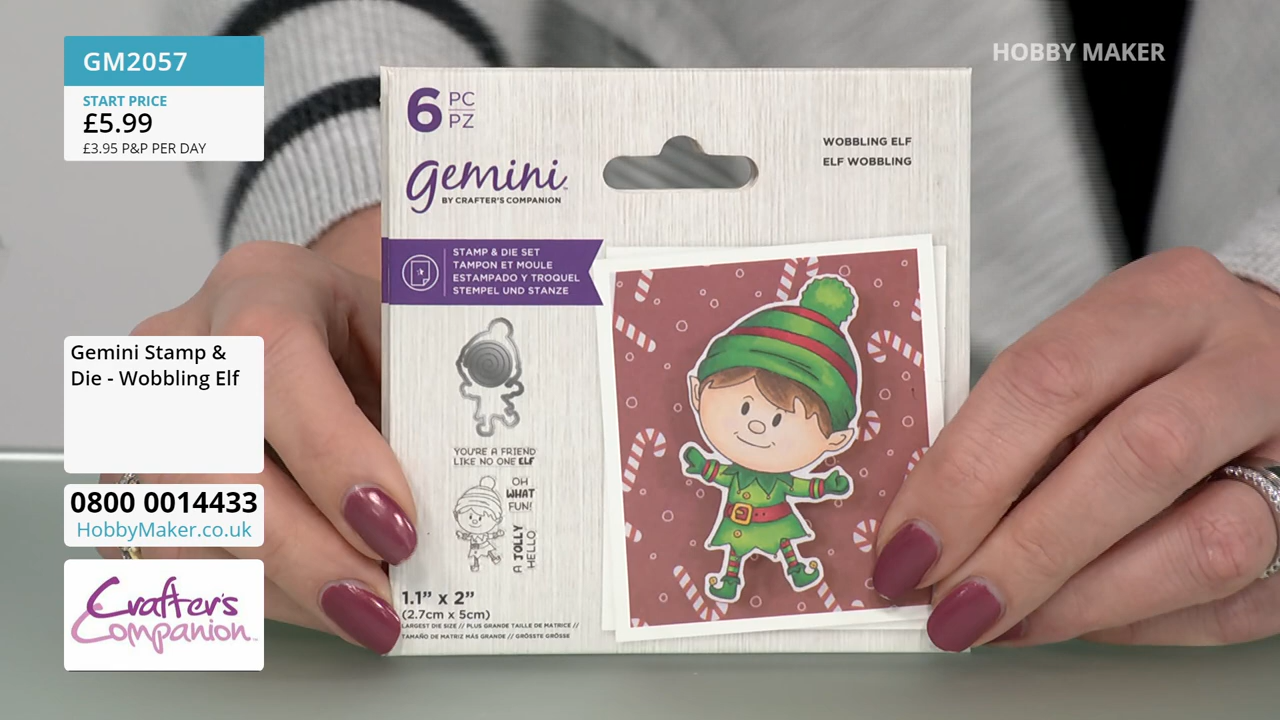 GM2057
START PRICE
£5.99
£3.95 P&P PER DAY
HOBBY MAKER
6 PC
PZ
gemini
BY CRAFTER'S COMPANION
WOBBLING ELF
ELF WOBBLING
STAMP & DIE SET
TAMPON ET MOULE
ESTAMPADO Y TROQUEL
STEMPEL UND STANZE
YOU'RE A FRIEND
LIKE NO ONE ELF
OH
WHAT
FUN!
A JOLLY
HELLO
1.1" x 2"
(2.7cm x 5cm)
LARGEST DIE SIZE // PLUS GRANDE TAILLE DE MATRICE //
TAMAÑO DE MATRIZ MÁS GRANDE // GRÖSSTE GRÖSSE
Gemini Stamp &
Die - Wobbling Elf
0800 0014433
HobbyMaker.co.uk
Crafter's
Companion